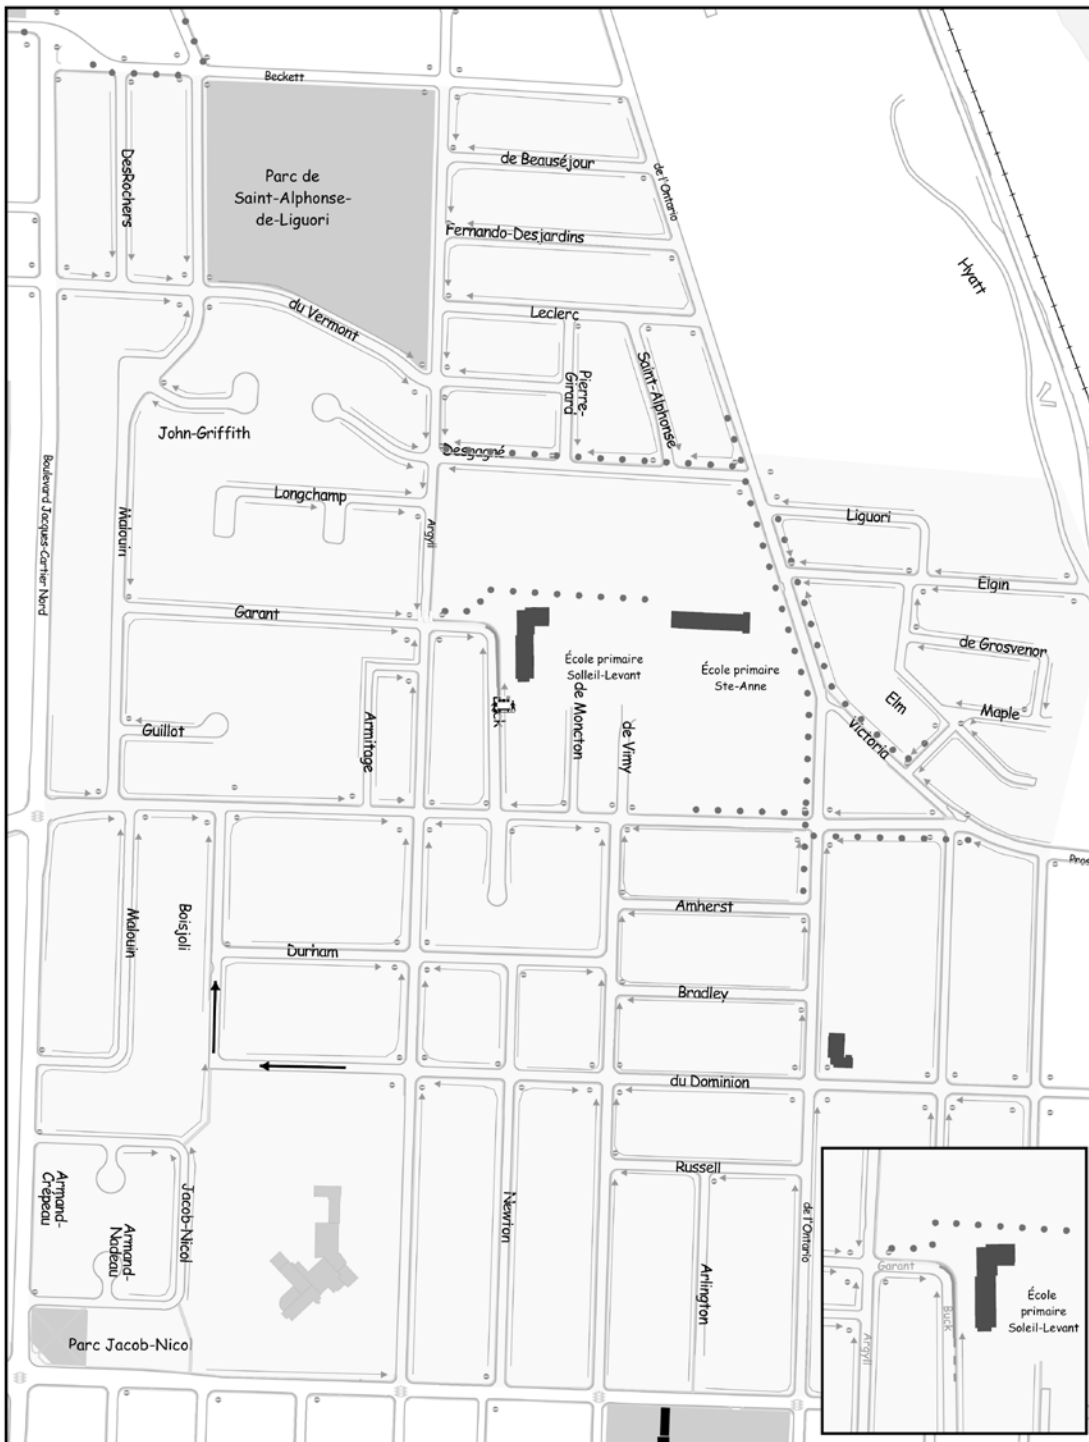 Beckett
DesRochers
Parc de
Saint-Alphonse-
de-Liguori
de Beauséjour
de l'Ontario
Fernando-Desjardins
Hyatt
du Vermont
Leclerc
Pierre-
Girard
Saint-Alphonse
John-Griffith
Desgagné
Boulevard Jacques-Cartier Nord
Malouin
Longchamp
Argyll
Liguori
Elgin
Garant
de Grosvenor
École primaire
Solleil-Levant
École primaire
Ste-Anne
Elm
Maple
Guillot
Armitage
Buck
de Moncton
de Vimy
Victoria
Pros
Malouin
Boisjoli
Amherst
Durham
Bradley
du Dominion
Russell
Armand-
Crépeau
Armand-
Nadeau
Jacob-Nicol
Newton
Arlington
de l'Ontario
Parc Jacob-Nicol
Garant
Buck
Argyll
École
primaire
Soleil-Levant